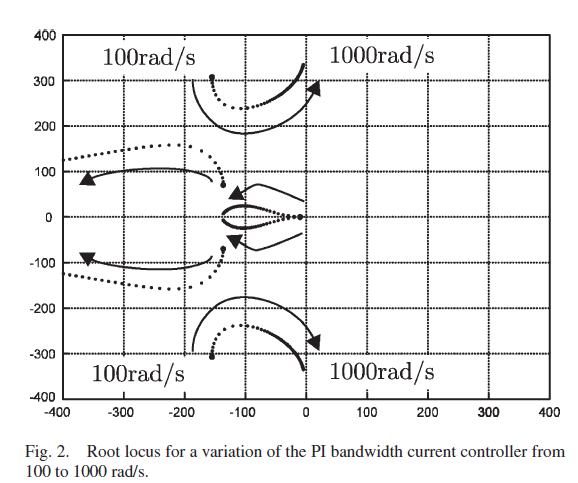 400
100rad/s 1000rad/s
300
200
100
0
-100
-200
-300
100rad/s 1000rad/s
-400
-400 -300 -200 -100 0 100 200 300 400
Fig. 2. Root locus for a variation of the PI bandwidth current controller from
100 to 1000 rad/s.